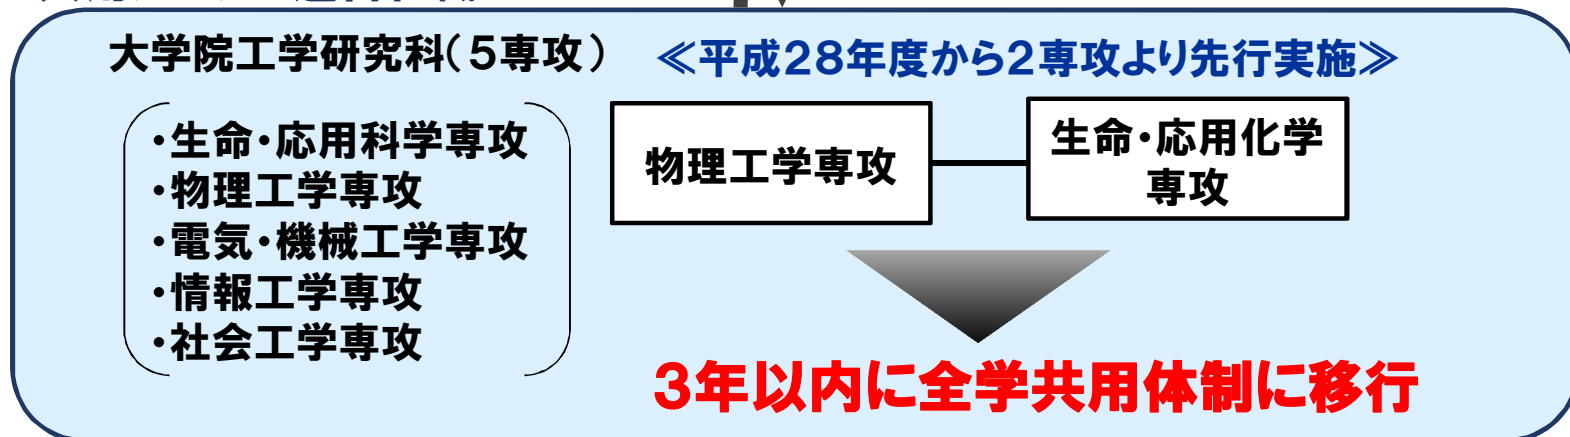 大学院工学研究科(5専攻)
≪平成28年度から2専攻より先行実施≫
・生命・応用科学専攻
・物理工学専攻
・電気・機械工学専攻
・情報工学専攻
・社会工学専攻
物理工学専攻
生命・応用化学
専攻
3年以内に全学共用体制に移行